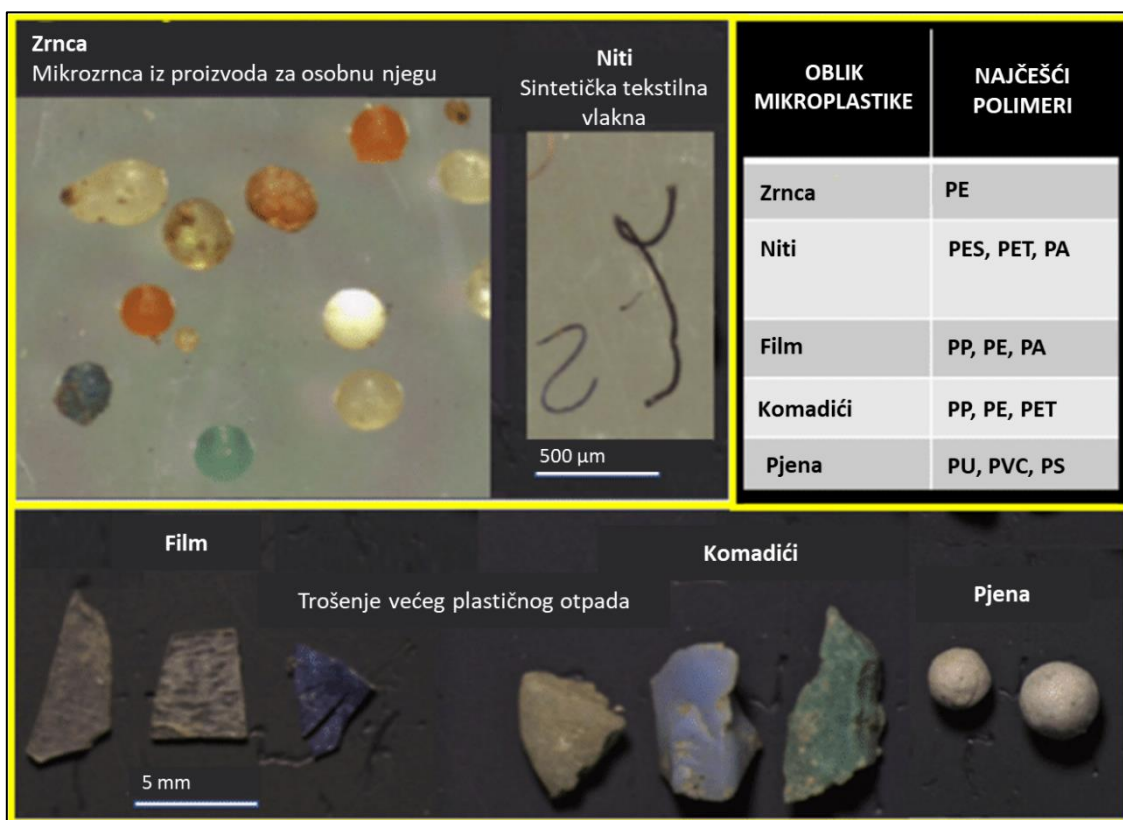 Zrnca
Mikrozrnca iz proizvoda za osobnu njegu
Niti
Sintetička tekstilna
vlakna
500 µm
OBLIK
MIKROPLASTIKE
NAJČEŠĆI
POLIMERI
Zrnca
PE
Niti
PES, PET, PA
Film
PP, PE, PA
Komadići
PP, PE, PET
Pjena
PU, PVC, PS
Film
Komadići
Trošenje većeg plastičnog otpada
Pjena
5 mm